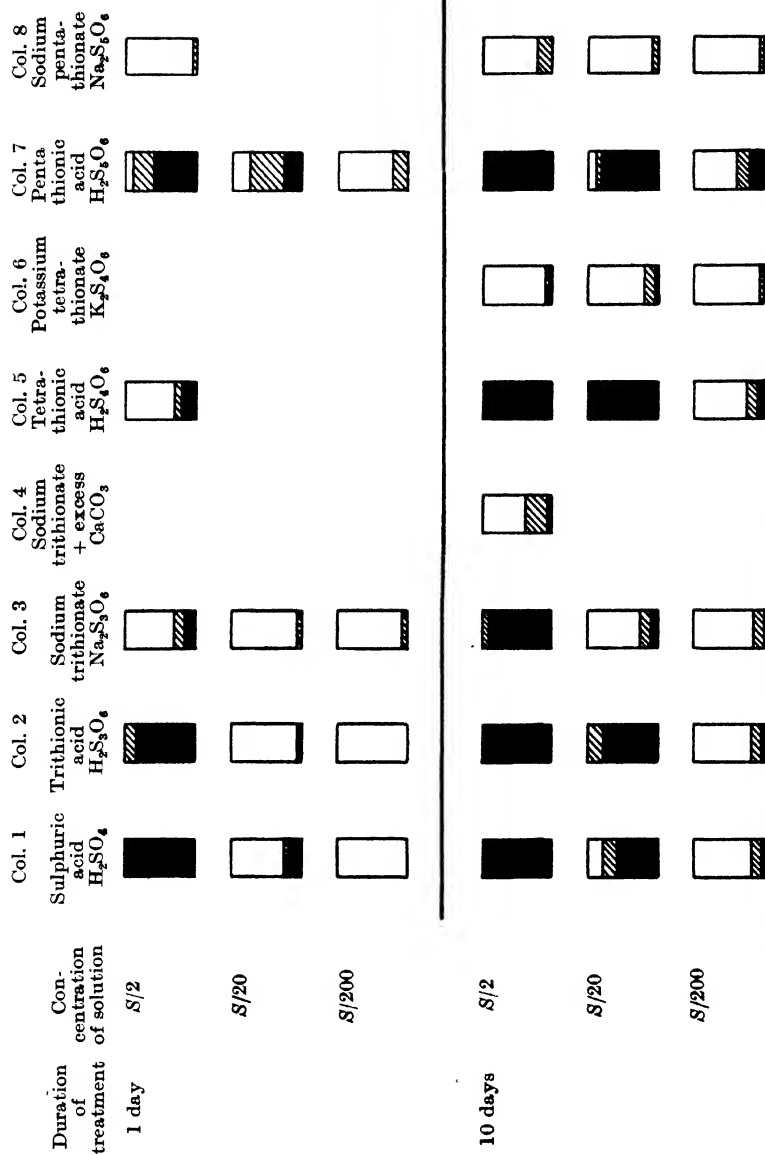 Duration
of
treatment
Con-
centration
of solution
Col. 1
Sulphuric
acid
H₂SO₄
Col. 2
Trithionic
acid
H₂S₃O₆
Col. 3
Sodium
trithionate
Na₂S₃O₆
Col. 4
Sodium
trithionate
+ excess
CaCO₃
Col. 5
Tetra-
thionic
acid
H₂S₄O₆
Col. 6
Potassium
tetra-
thionate
K₂S₄O₆
Col. 7
Penta
thionic
acid
H₂S₅O₆
Col. 8
Sodium
penta-
thionate
Na₂S₅O₆
1 day
S/2
S/20
S/200
10 days
S/2
S/20
S/200